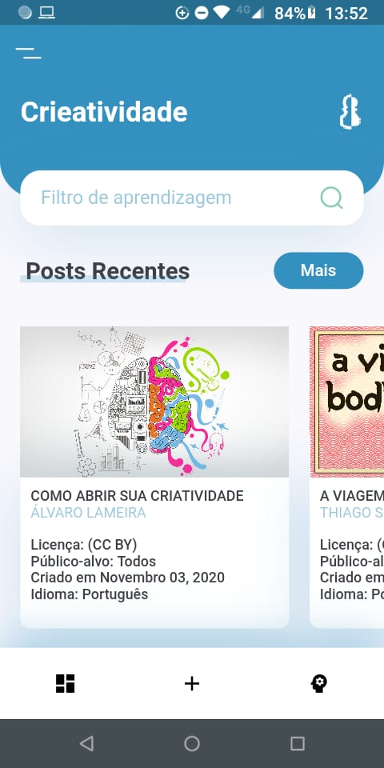 4G 84% 13:52
Crieatividade
Filtro de aprendizagem
Posts Recentes
Mais
a vi
bod
COMO ABRIR SUA CRIATIVIDADE
ÁLVARO LAMEIRA
Licença: (CC BY)
Público-alvo: Todos
Criado em Novembro 03, 2020
Idioma: Português
A VIAGEM
THIAGO S
Licença: (
Público-al
Criado em
Idioma: Po